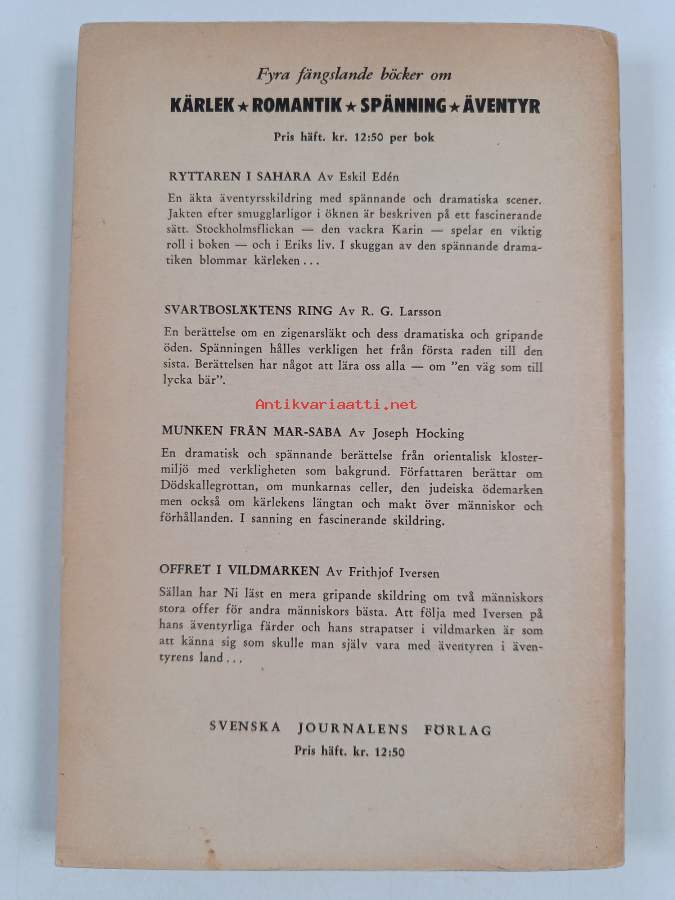 Fyra fängslande böcker om
KÄRLEK ★ ROMANTIK ★ SPÄNNING ★ ÄVENTYR
Pris häft. kr. 12:50 per bok
RYTTAREN I SAHARA Av Eskil Edén
En äkta äventyrsskildring med spännande och dramatiska scener.
Jakten efter smugglarligor i öknen är beskriven på ett fascinerande
sätt. Stockholmsflickan — den vackra Karin — spelar en viktig
roll i boken — och i Eriks liv. I skuggan av den spännande drama-
tiken blommar kärleken...
SVARTBOSLÄKTENS RING Av R. G. Larsson
En berättelse om en zigenarsläkt och dess dramatiska och gripande
öden. Spänningen hålles verkligen het från första raden till den
sista. Berättelsen har något att lära oss alla — om ”en väg som till
lycka bär”.
Antikvariaatti.net
MUNKEN FRÅN MAR-SABA Av Joseph Hocking
En dramatisk och spännande berättelse från orientalisk kloster-
miljö med verkligheten som bakgrund. Författaren berättar om
Dödskallegrottan, om munkarnas celler, den judeiska ödemarken
men också om kärlekens längtan och makt över människor och
förhållanden. I sanning en fascinerande skildring.
OFFRET I VILDMARKEN Av Frithjof Iversen
Sällan har Ni läst en mera gripande skildring om två människors
stora offer för andra människors bästa. Att följa med Iversen på
hans äventyrliga färder och hans strapatser i vildmarken är som
att känna sig som skulle man själv vara med äventyren i även-
tyrens land...
SVENSKA JOURNALENS FÖRLAG
Pris häft. kr. 12:50